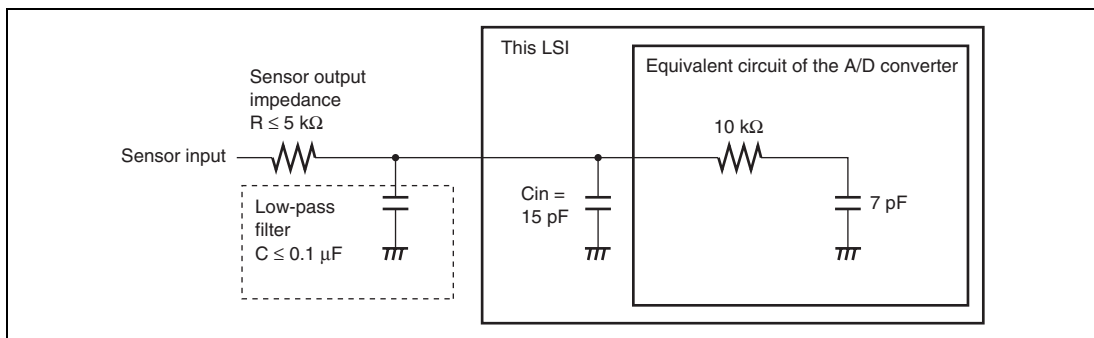 This LSI
Equivalent circuit of the A/D converter
Sensor output
impedance
R ≤ 5 kΩ
10 kΩ
Sensor input
Low-pass
filter
C ≤ 0.1 μF
Cin =
15 pF
7 pF